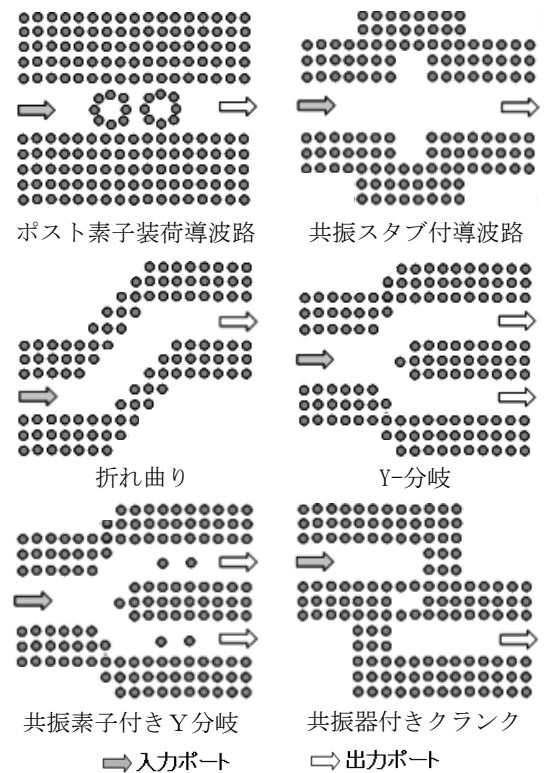 ポスト素子装荷導波路
共振スタブ付導波路
折れ曲り
Y-分岐
共振素子付きＹ分岐
共振器付きクランク
入力ポート
出力ポート